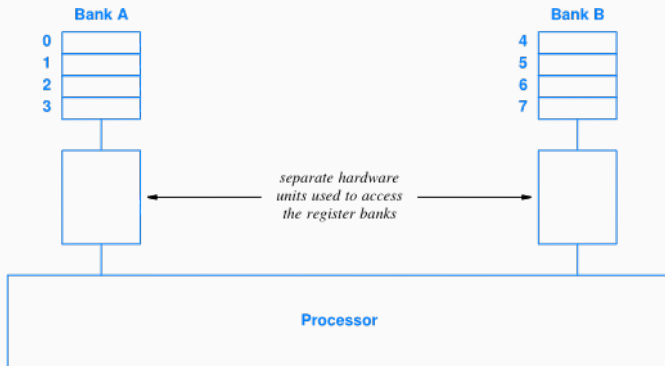 Bank A
Bank B
0
1
2
3
4
5
6
7
separate hardware
units used to access
the register banks
Processor